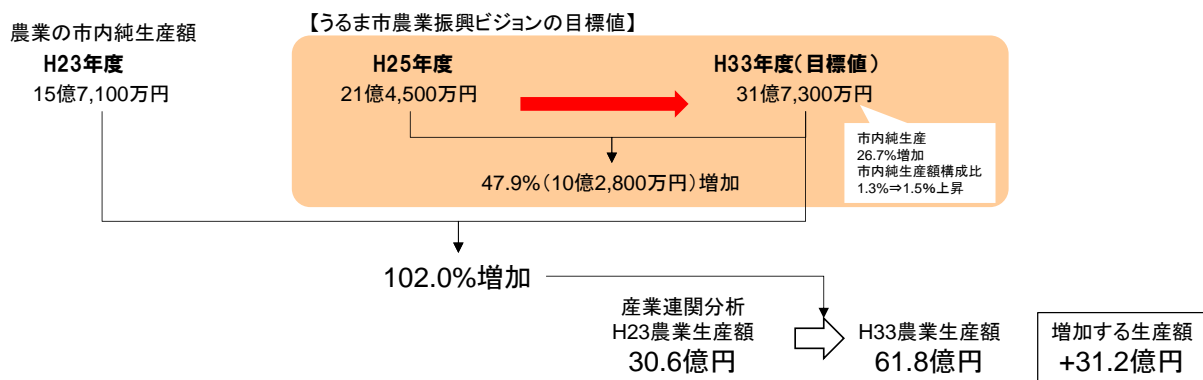 【うるま市農業振興ビジョンの目標値】
農業の市内純生産額
H23年度
15億7,100万円
H25年度
21億4,500万円
H33年度(目標値)
31億7,300万円
市内純生産
26.7%増加
市内純生産額構成比
1.3%⇒1.5%上昇
47.9%(10億2,800万円)増加
102.0%増加
産業連関分析
H23農業生産額
30.6億円
H33農業生産額
61.8億円
増加する生産額
+31.2億円